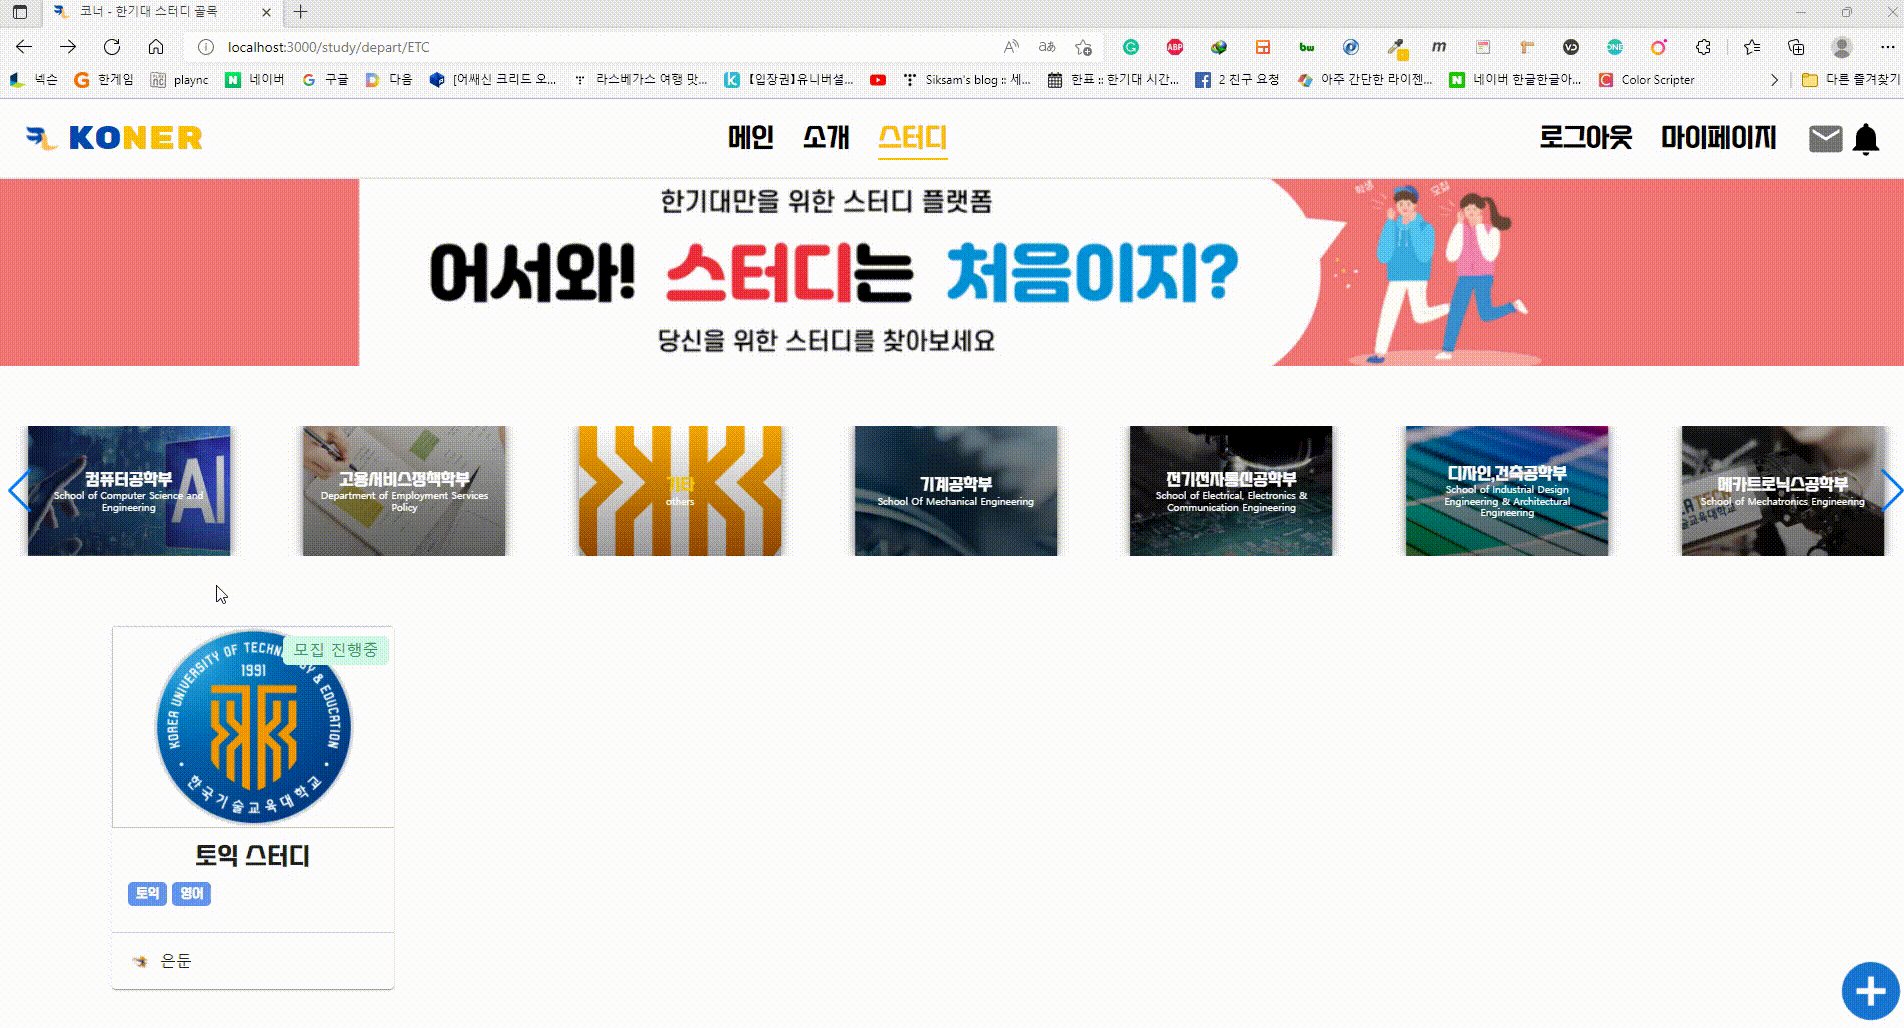 코너 - 한기대 스터디 골목
localhost:3000/study/depart/ETC
넥슨 한게임 plaync 네이버 구글 다음 [어쌔신 크리드 오... 라스베가스 여행 맛... 【입장권】유니버셜... Siksam's blog :: 세... 한표 :: 한기대 시간... 2 친구 요청 아주 간단한 라이젠... 네이버 한글한글아... Color Scripter 다른 즐겨찾기
KONER 메인 소개 스터디 로그아웃 마이페이지
한기대만을 위한 스터디 플랫폼
학생 모집
어서와! 스터디는 처음이지?
당신을 위한 스터디를 찾아보세요
컴퓨터공학부
School of Computer Science and
Engineering
AI
고용서비스정책학부
Department of Employment Services
Policy
기타
others
기계공학부
School Of Mechanical Engineering
전기전자통신공학부
School of Electrical, Electronics &
Communication Engineering
디자인,건축공학부
School of Industrial Design
Engineering & Architectural
Engineering
메카트로닉스공학부
School of Mechatronics Engineering
모집 진행중
KOREA UNIVERSITY OF TECHN & EDUCATION
1991
한국기술교육대학교
토익 스터디
토익 영어
은둔